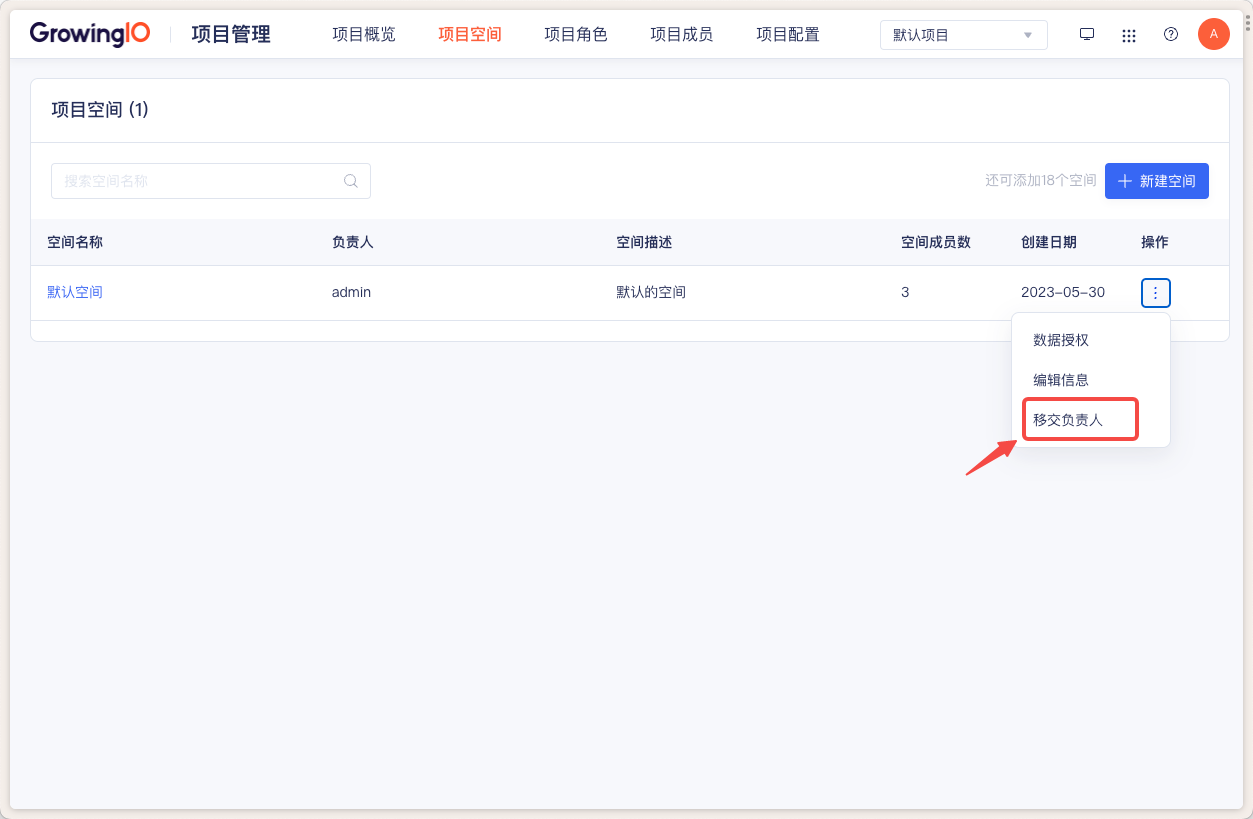 GrowingIO 项目管理 项目概览 项目空间 项目角色 项目成员 项目配置 默认项目 A
项目空间 (1)
搜索空间名称 还可添加18个空间 新建空间
空间名称 负责人 空间描述 空间成员数 创建日期 操作
默认空间 admin 默认的空间 3 2023-05-30
数据授权
编辑信息
移交负责人